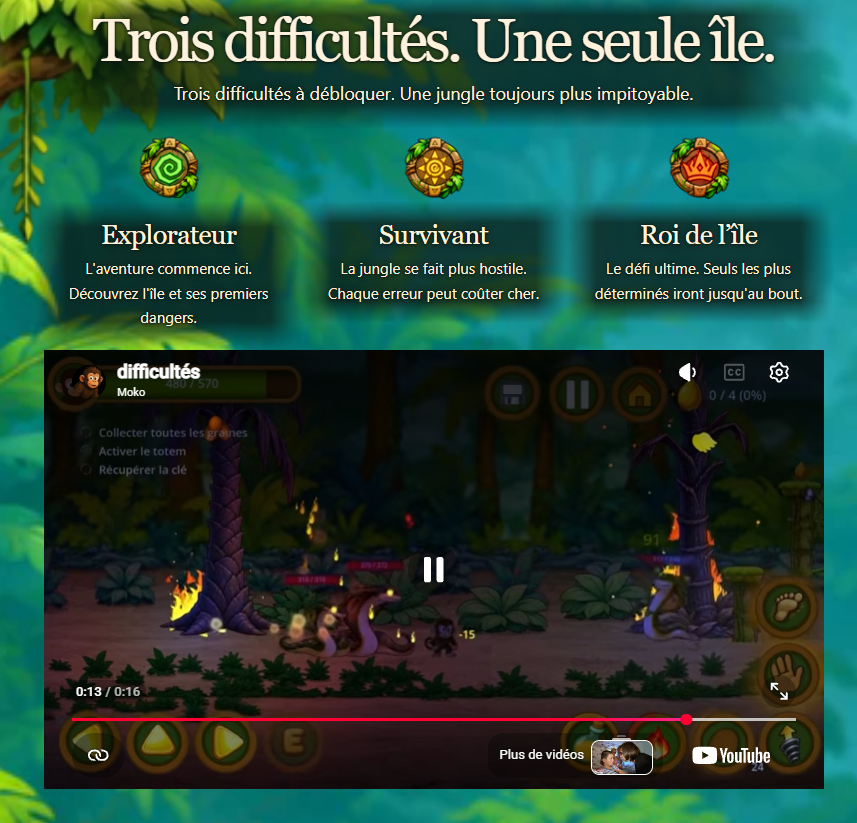 Trois difficultés. Une seule île.
Trois difficultés à débloquer. Une jungle toujours plus impitoyable.
Explorateur
L'aventure commence ici.
Découvrez l'île et ses premiers
dangers.
Survivant
La jungle se fait plus hostile.
Chaque erreur peut coûter cher.
Roi de l’île
Le défi ultime. Seuls les plus
déterminés iront jusqu'au bout.
difficultés
Moko
480 / 570
CC
0 / 4 (0%)
Collecter toutes les graines
Activer le totem
Récupérer la clé
91
-15
0:13 / 0:16
E
Plus de vidéos
YouTube
24